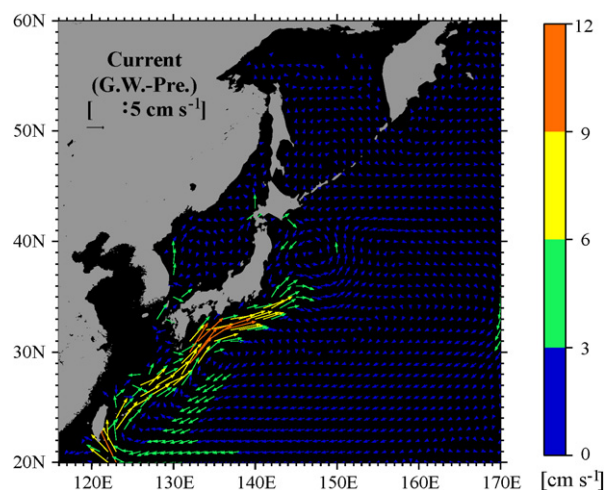 60N
50N
40N
30N
20N
120E 130E 140E 150E 160E 170E
Current
(G.W.-Pre.)
[ :5 cm s-1]
12
9
6
3
0
[cm s-1]